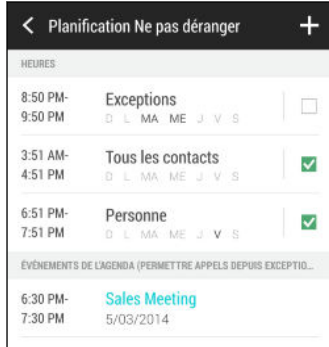 Planification Ne pas déranger
HEURES
8:50 PM-
9:50 PM
Exceptions
D L MA ME J V S
3:51 AM-
4:51 PM
Tous les contacts
D L MA ME J V S
6:51 PM-
7:51 PM
Personne
D L MA ME J V S
ÉVÈNEMENTS DE L'AGENDA (PERMETTRE APPELS DEPUIS EXCEPTIO...
6:30 PM-
7:30 PM
Sales Meeting
5/03/2014